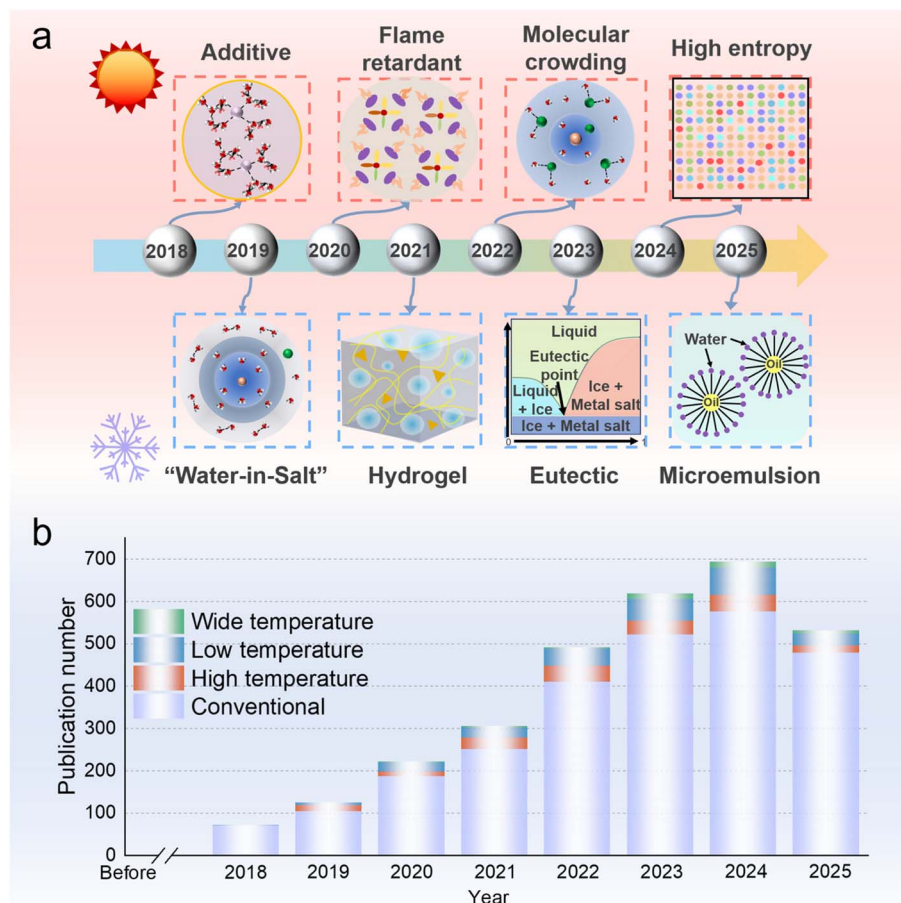 a
Additive
Flame
retardant
Molecular
crowding
High entropy
2018
2019
2020
2021
2022
2023
2024
2025
Liquid
Eutectic
point
Liquid
+ Ice
Ice +
Metal salt
Ice + Metal salt
0
1
Water
Oil
Oil
“Water-in-Salt”
Hydrogel
Eutectic
Microemulsion
b
Publication number
700
600
500
400
300
200
100
0
Wide temperature
Low temperature
High temperature
Conventional
Before
2018
2019
2020
2021
2022
2023
2024
2025
Year